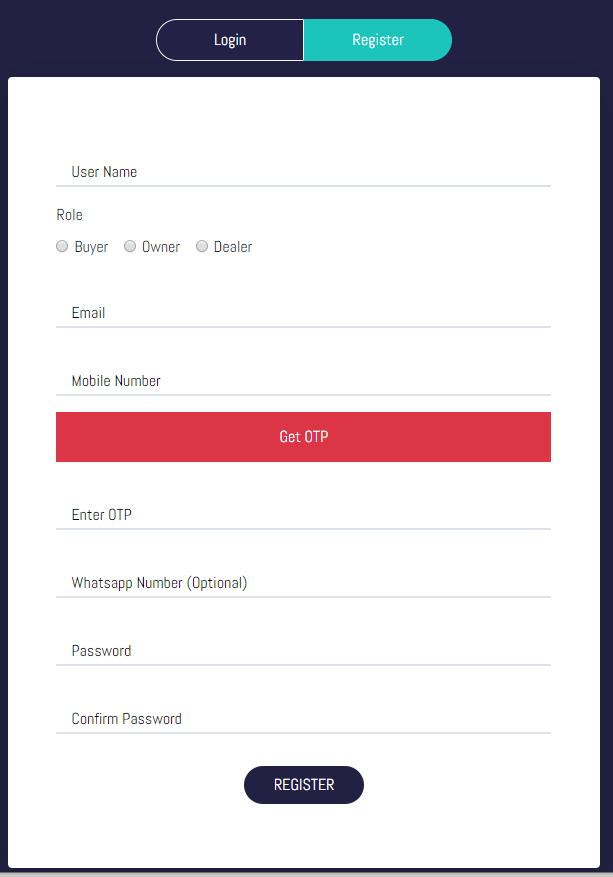 Login Register
User Name
Role
Buyer Owner Dealer
Email
Mobile Number
Get OTP
Enter OTP
Whatsapp Number (Optional)
Password
Confirm Password
REGISTER